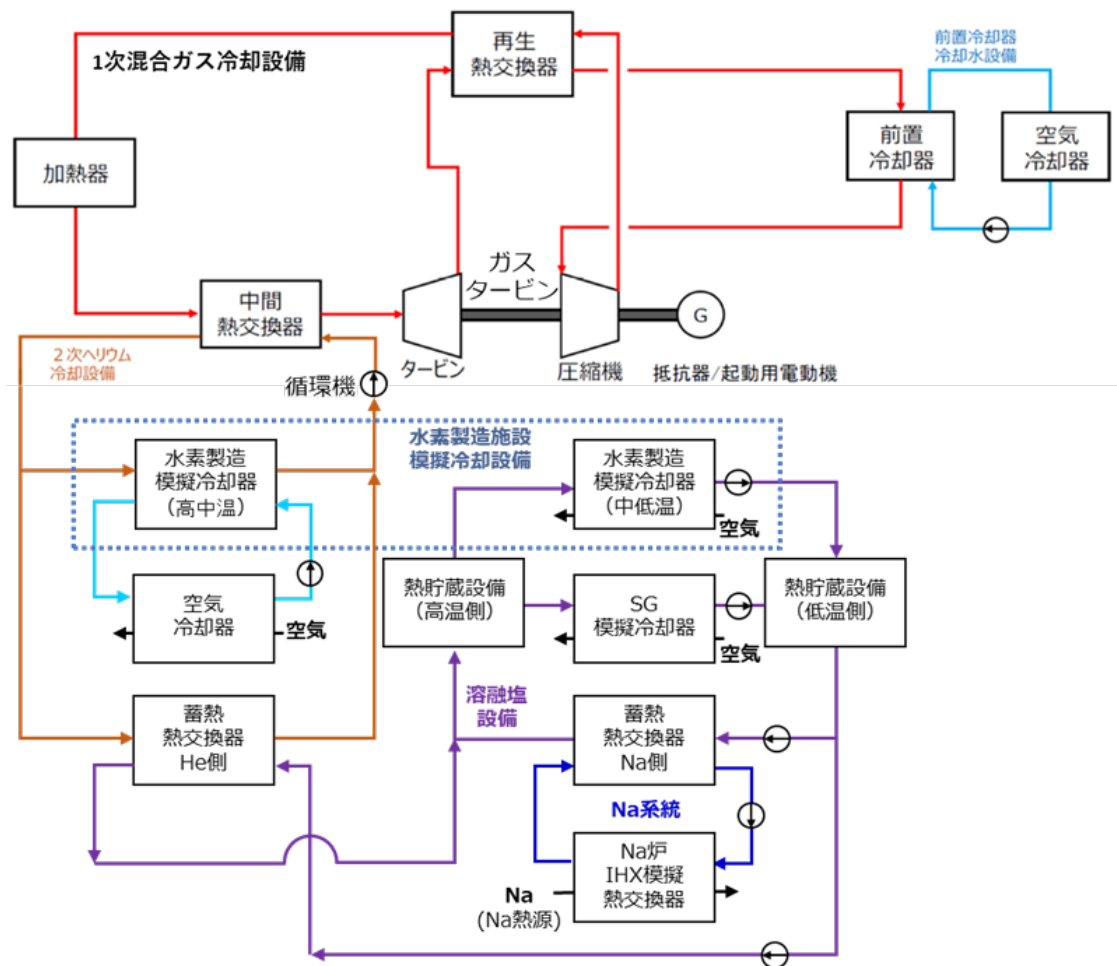 1次混合ガス冷却設備
再生
熱交換器
前置冷却器
冷却水設備
加熱器
前置
冷却器
空気
冷却器
ガス
タービン
中間
熱交換器
タービン
圧縮機
G
抵抗器/起動用電動機
2次ヘリウム
冷却設備
循環機
水素製造施設
模擬冷却設備
水素製造
模擬冷却器
（高中温）
水素製造
模擬冷却器
（中低温）
空気
空気
冷却器
空気
熱貯蔵設備
（高温側）
SG
模擬冷却器
空気
熱貯蔵設備
（低温側）
溶融塩
設備
蓄熱
熱交換器
He側
蓄熱
熱交換器
Na側
Na系統
Na炉
IHX模擬
熱交換器
Na
(Na熱源)